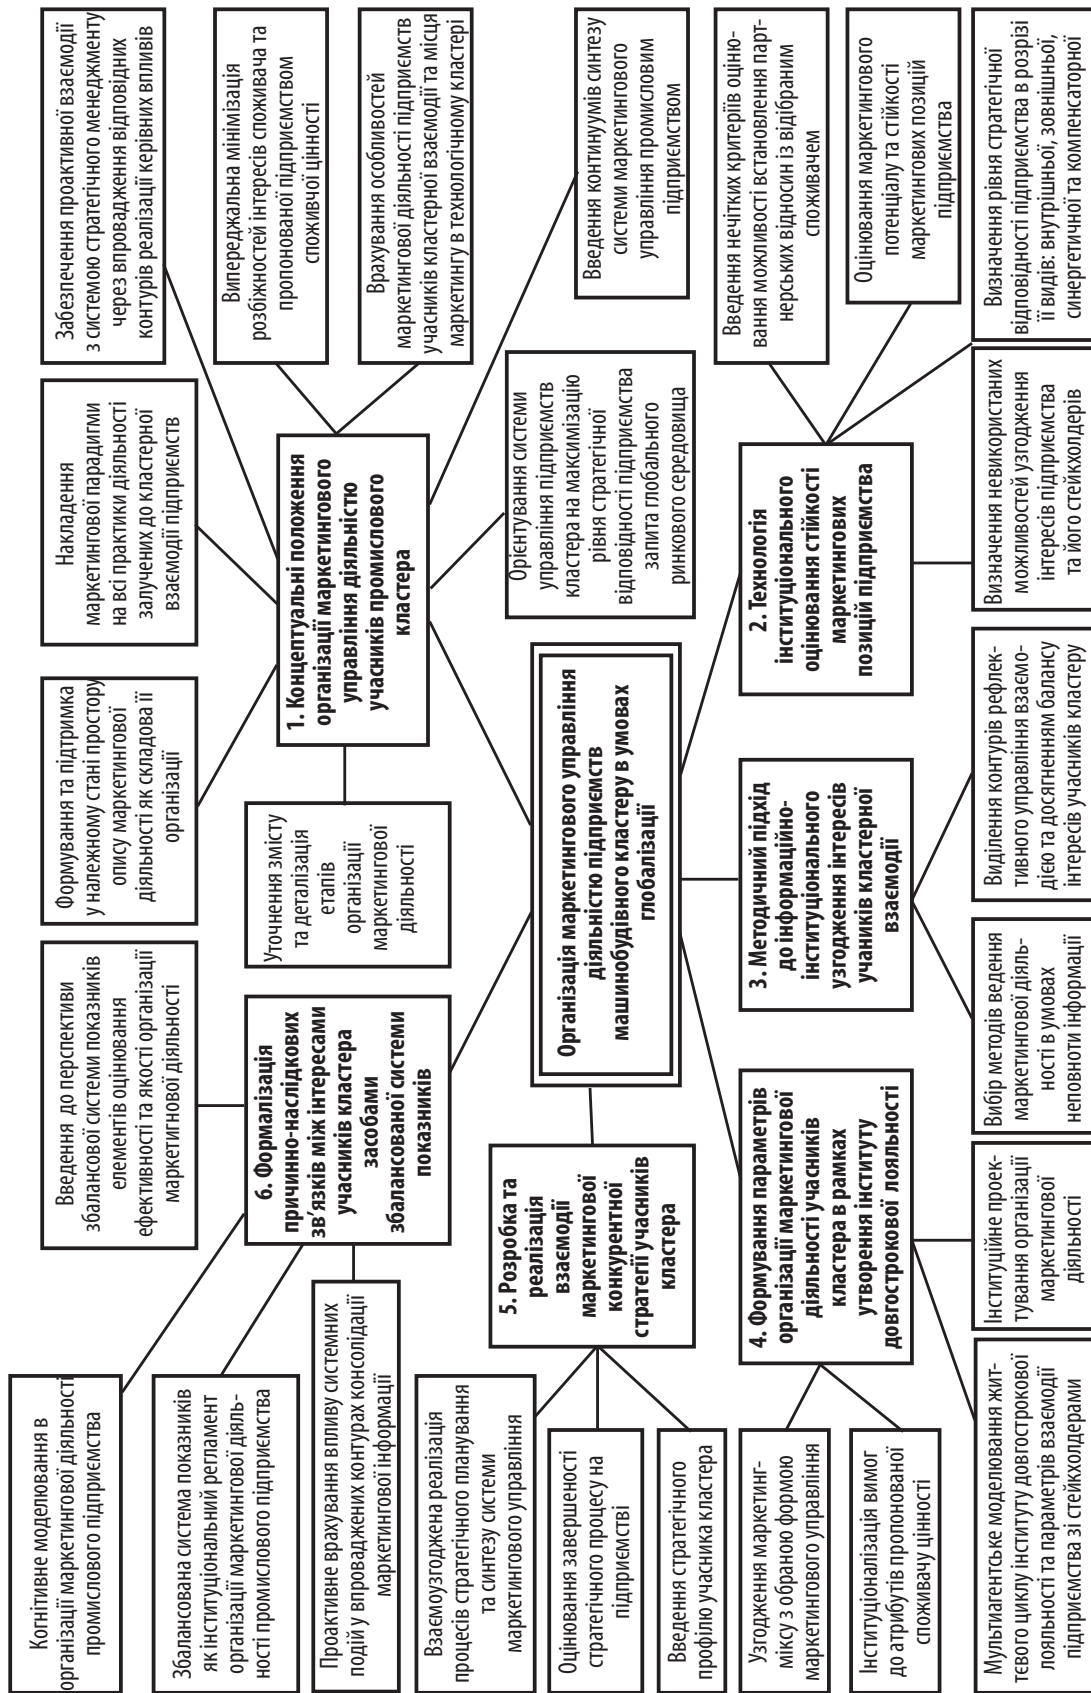 Когнітивне моделювання в
організації маркетингової діяльності
промислового підприємства
Збалансована система показників
як інституціональний регламент
організації маркетингової діяль-
ності промислового підприємства
Проактивне врахування впливу системних
подій у впроваджених контурах консолідації
маркетингової інформації
Введення до перспективи
збалансової системи показників
елементів оцінювання
ефективності та якості організації
маркетигнової діяльності
6. Формалізація
причинно-наслідкових
зв’язків між інтересами
учасників кластера
засобами
збалансованої системи
показників
Формування та підтримка
у належному стані простору
опису маркетингової
діяльності як складова її
організації
Уточнення змісту
та деталізація
етапів
організації
маркетингової
діяльності
Накладення
маркетингової парадигми
на всі практики діяльності
залучених до кластерної
взаємодії підприємств
1. Концептуальні положення
організації маркетингового
управління діяльністю
учасників промислового
кластера
Забезпечення проактивної взаємодії
з системою стратегічного менеджменту
через впровадження відповідних
контурів реалізації керівних впливів
Випереджальна мінімізація
розбіжностей інтересів споживача та
пропонованої підприємством
споживчої цінності
Врахування особливостей
маркетингової діяльності підприємств
учасників кластерної взаємодії та місця
маркетингу в технологічному кластері
Введення континуумів синтезу
системи маркетингового
управління промисловим
підприємством
Орієнтування системи
управління підприємств
кластера на максимізацію
рівня стратегічної
відповідності підприємства
запита глобального
ринкового середовища
Організація маркетингового управління
діяльністю підприємств
машинобудівного кластеру в умовах
глобалізації
5. Розробка та
реалізація
взаємодії
маркетингової
конкурентної
стратегії учасників
кластера
Взаємоузгоджена реалізація
процесів стратегічного планування
та синтезу системи
маркетингового управління
Оцінювання завершеності
стратегічного процесу на
підприємстві
Введення стратегічного
профілю учасника кластера
4. Формування параметрів
організації маркетингової
діяльності учасників
кластера в рамках
утворення інституту
довгострокової лояльності
Узгодження маркетинг-
міксу з обраною формою
маркетингового управління
Інституціоналізація вимог
до атрибутів пропонованої
споживачу цінності
Мультиагентське моделювання жит-
тєвого циклу інституту довгострокової
лояльності та параметрів взаємодії
підприємства зі стейкхолдерами
Інституційне проек-
тування організації
маркетингової
діяльності
3. Методичний підхід
до інформаційно-
інституціонального
узгодження інтересів
учаників кластерної
взаємодії
Вибір методів ведення
маркетингової діяль-
ності в умовах
неповноти інформації
Виділення контурів рефлек-
тивного управління взаємо-
дією та досягненням балансу
інтересів учасників кластеру
2. Технологія
інституціонального
оцінювання стійкості
маркетингових
позицій підприємства
Введення нечітких критеріїв оціню-
вання можливості встановлення парт-
нерських відносин із відібраним
споживачем
Оцінювання маркетингового
потенціалу та стійкості
маркетингових позицій
підприємства
Визначення невикористаних
можливостей узгодження
інтересів підприємства
та його стейкхолдерів
Визначення рівня стратегічної
відповідності підприємства в розрізі
її видів: внутрішньої, зовнішньої,
синергетичної та компенсаторної